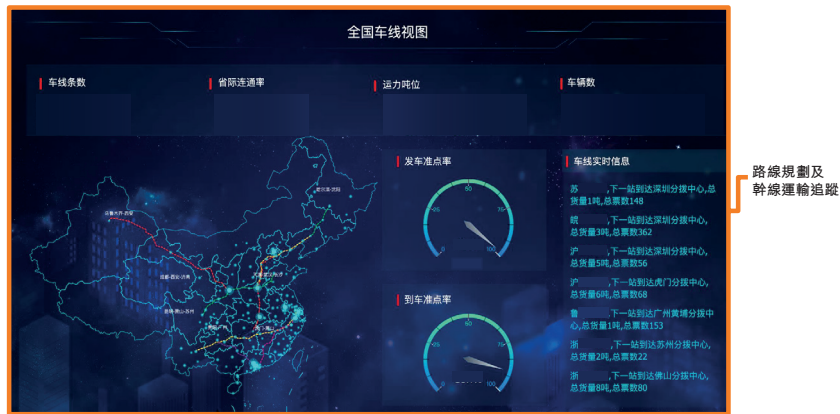 全国车线视图
车线条数
省际连通率
运力吨位
车辆数
发车准点率
0
25
50
75
100
到车准点率
0
25
50
75
100
车线实时信息
苏 ,下一站到达深圳分拨中心,总
货量1吨,总票数148
皖 ,下一站到达深圳分拨中心,
总货量3吨,总票数362
沪 ,下一站到达深圳分拨中心,
总货量5吨,总票数56
沪 ,下一站到达虎门分拨中心,
总货量6吨,总票数68
鲁 ,下一站到达广州黄埔分拨中
心,总货量1吨,总票数153
浙 ,下一站到达苏州分拨中心,
总货量2吨,总票数22
浙 ,下一站到达佛山分拨中心,
总货量8吨,总票数80
路線規劃及
幹線運輸追蹤